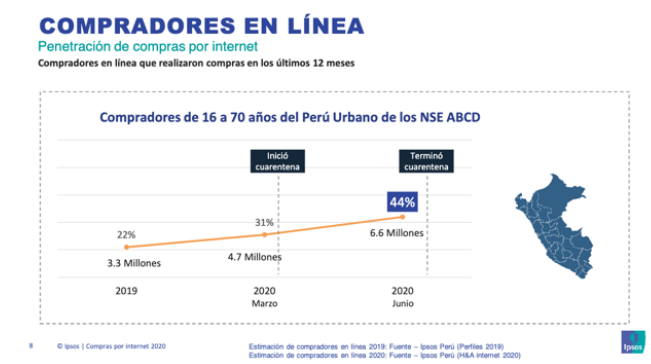 COMPRADORES EN LÍNEA
Penetración de compras por internet
Compradores en línea que realizaron compras en los últimos 12 meses
Compradores de 16 a 70 años del Perú Urbano de los NSE ABCD
Inició
cuarentena
Terminó
cuarentena
22%
31%
44%
3.3 Millones
4.7 Millones
6.6 Millones
2019
2020
Marzo
2020
Junio
8
© Ipsos | Compras por internet 2020
Estimación de compradores en línea 2019: Fuente – Ipsos Perú (Perfiles 2019)
Estimación de compradores en línea 2020: Fuente – Ipsos Perú (H&A internet 2020)
Ipsos